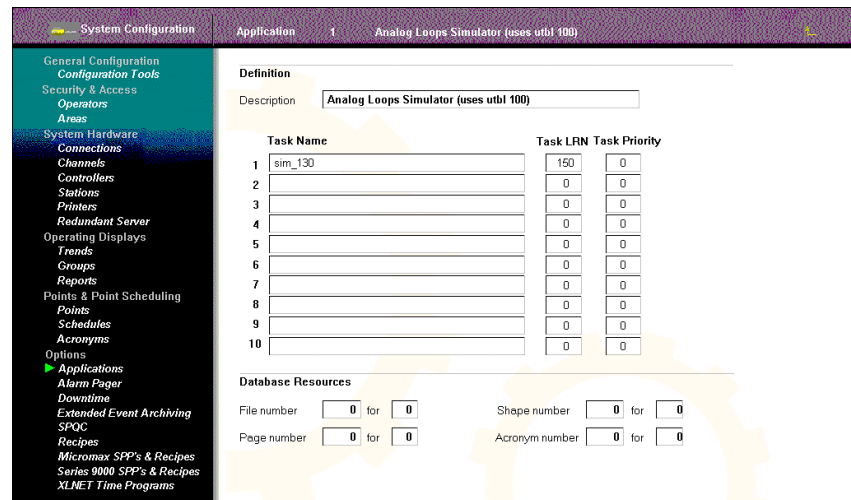 System Configuration
Application 1 Analog Loops Simulator (uses utbl 100)
General Configuration
Configuration Tools
Security & Access
Operators
Areas
System Hardware
Connections
Channels
Controllers
Stations
Printers
Redundant Server
Operating Displays
Trends
Groups
Reports
Points & Point Scheduling
Points
Schedules
Acronyms
Options
Applications
Alarm Pager
Downtime
Extended Event Archiving
SPQC
Recipes
Micromax SPP's & Recipes
Series 9000 SPP's & Recipes
XLNET Time Programs
Definition
Description Analog Loops Simulator (uses utbl 100)
Task Name Task LRN Task Priority
1 sim_130 150 0
2 0 0
3 0 0
4 0 0
5 0 0
6 0 0
7 0 0
8 0 0
9 0 0
10 0 0
Database Resources
File number 0 for 0 Shape number 0 for 0
Page number 0 for 0 Acronym number 0 for 0